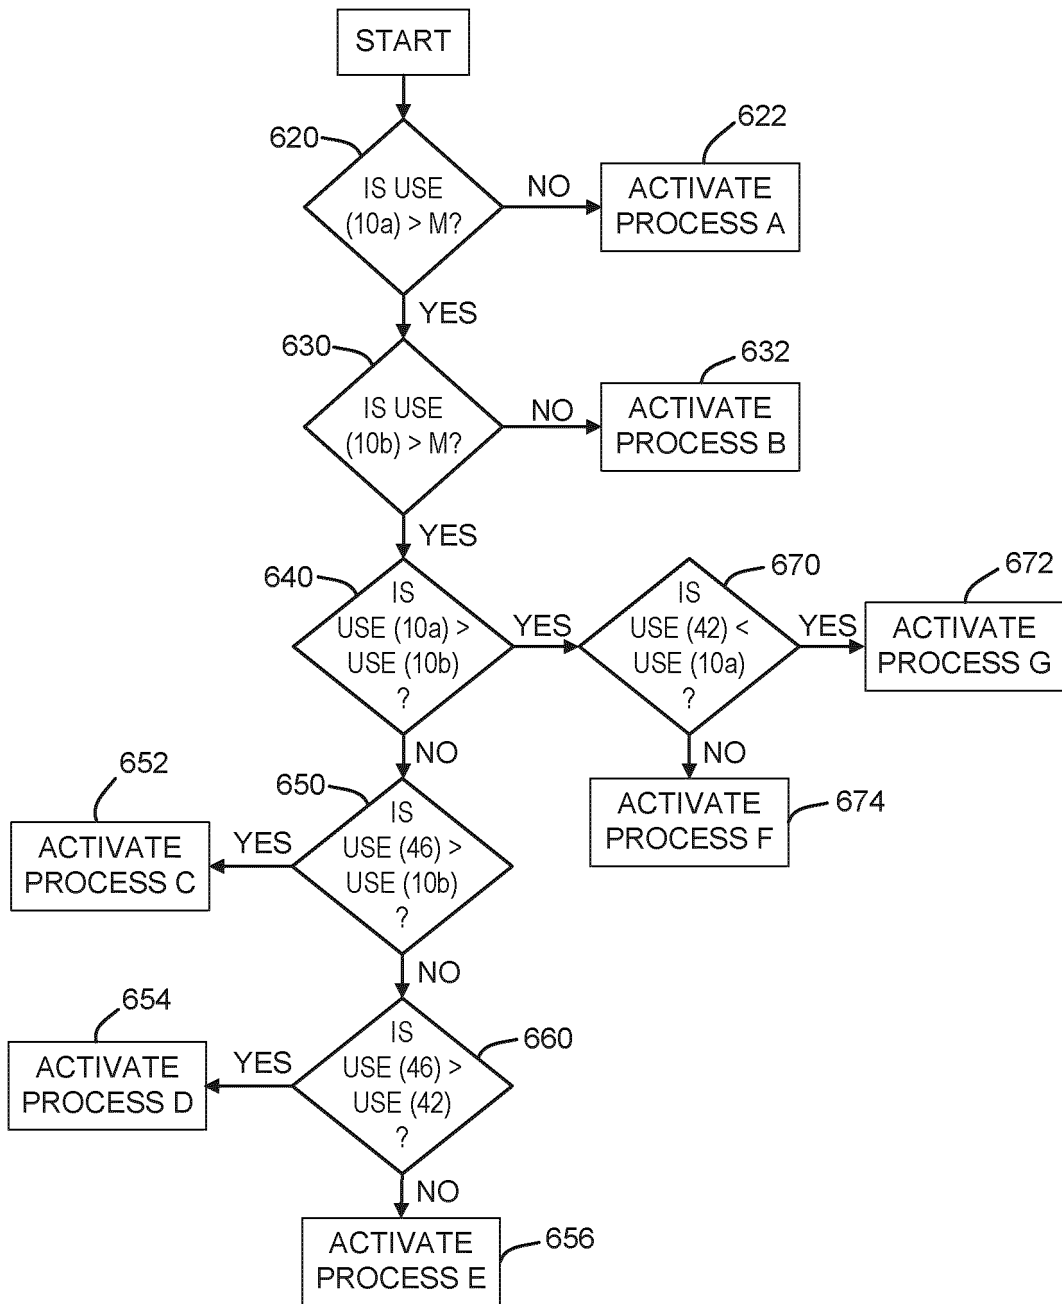 START
620
IS USE
(10a) > M?
NO
622
ACTIVATE
PROCESS A
YES
630
IS USE
(10b) > M?
NO
632
ACTIVATE
PROCESS B
YES
640
IS
USE (10a) >
USE (10b)
?
YES
670
IS
USE (42) <
USE (10a)
?
YES
672
ACTIVATE
PROCESS G
NO
674
ACTIVATE
PROCESS F
NO
650
IS
USE (46) >
USE (10b)
?
YES
652
ACTIVATE
PROCESS C
NO
660
IS
USE (46) >
USE (42)
?
YES
654
ACTIVATE
PROCESS D
NO
656
ACTIVATE
PROCESS E